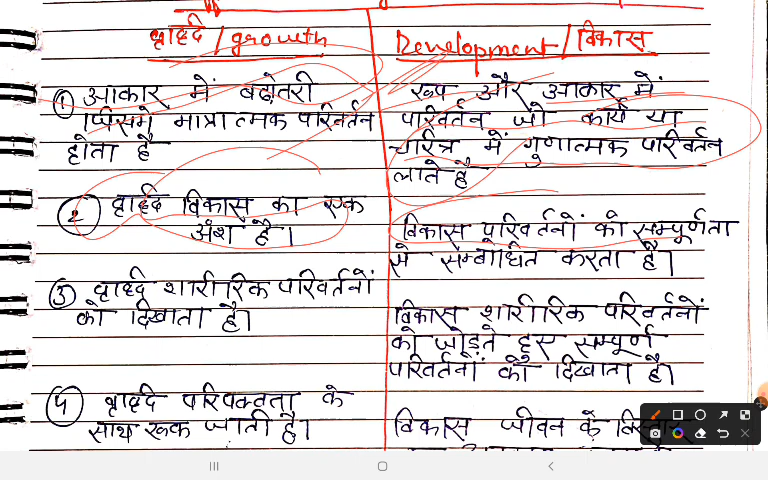 वृद्धि / growth
Development / विकास
① आकार में बढ़ोतरी
जिसमे मात्रात्मक परिवर्तन
होता है
रूप और आकार में
परिवर्तन जो कार्य या
चरित्र में गुणात्मक परिवर्तन
लाते है
② वृद्धि विकास का एक
अंश है।
विकास परिवर्तनों को सम्पूर्णता
से सम्बोधित करता है।
③ वृद्धि शारीरिक परिवर्तनों
को दिखाता है।
विकास शारीरिक परिवर्तनों
को जोड़ते हुए सम्पूर्ण
परिवर्तनों को दिखाता है।
④ वृद्धि परिपक्वता के
साथ रूक जाती है।
विकास जीवन के